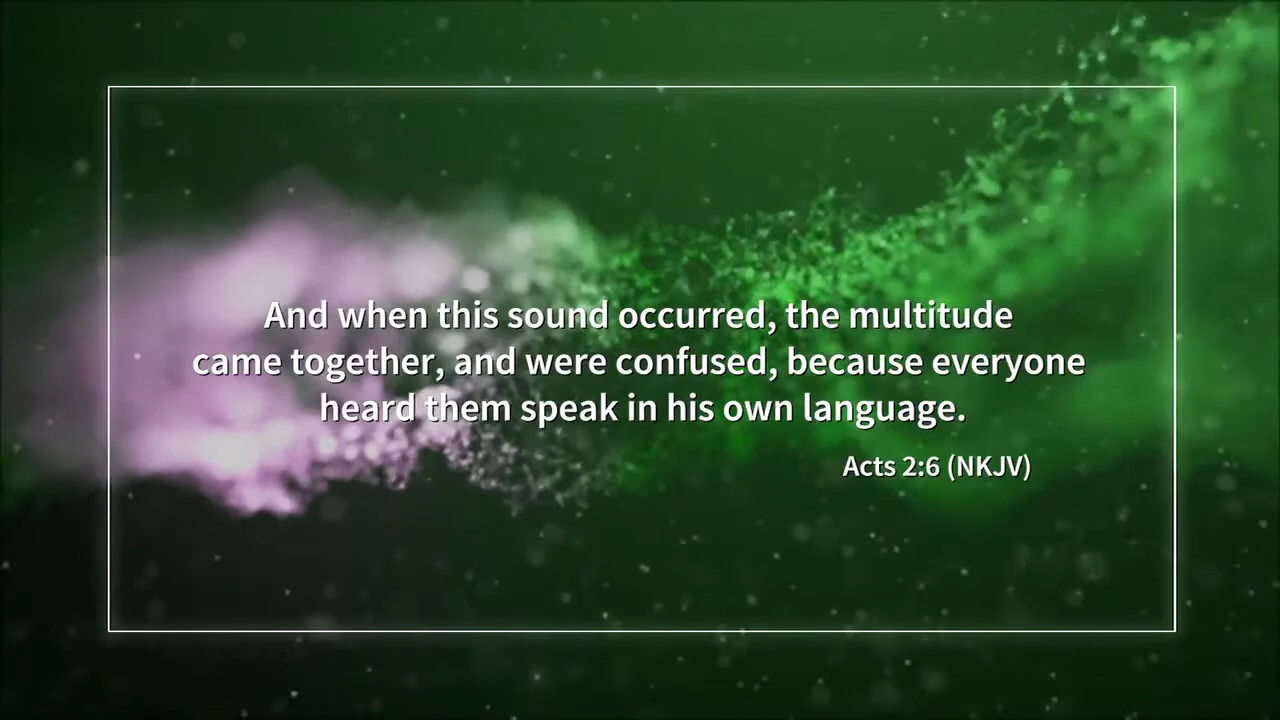 And when this sound occurred, the multitude
came together, and were confused, because everyone
heard them speak in his own language.
Acts 2:6 (NKJV)